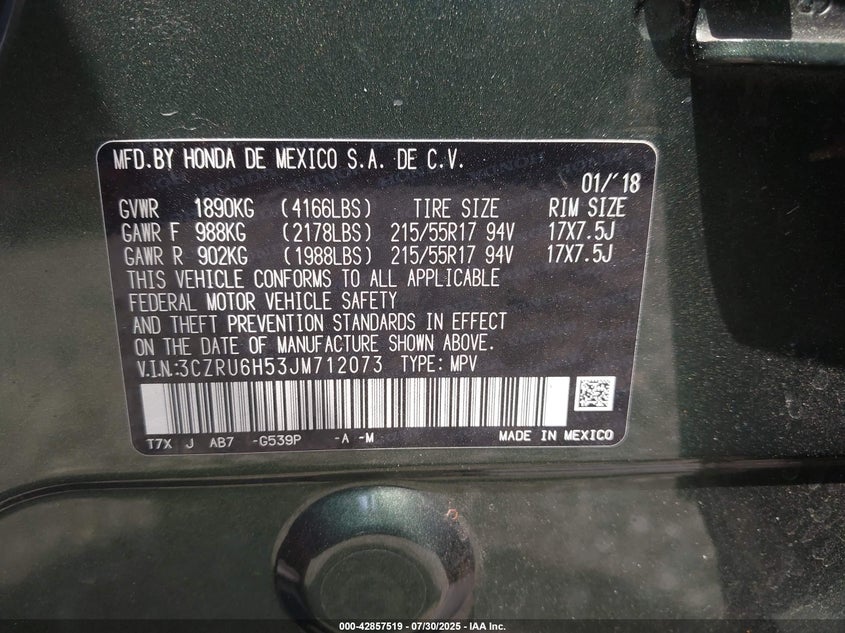 MFD.BY HONDA DE MEXICO S.A. DE C.V.
01/'18
GVWR 1890KG (4166LBS) TIRE SIZE RIM SIZE
GAWR F 988KG (2178LBS) 215/55R17 94V 17X7.5J
GAWR R 902KG (1988LBS) 215/55R17 94V 17X7.5J
THIS VEHICLE CONFORMS TO ALL APPLICABLE
FEDERAL MOTOR VEHICLE SAFETY
AND THEFT PREVENTION STANDARDS IN EFFECT
ON THE DATE OF MANUFACTURE SHOWN ABOVE.
V.I.N.:3CZRU6H53JM712073 TYPE: MPV
T7X J AB7 -G539P -A -M MADE IN MEXICO
000-42857519 / 07/30/2025 - IAA Inc.